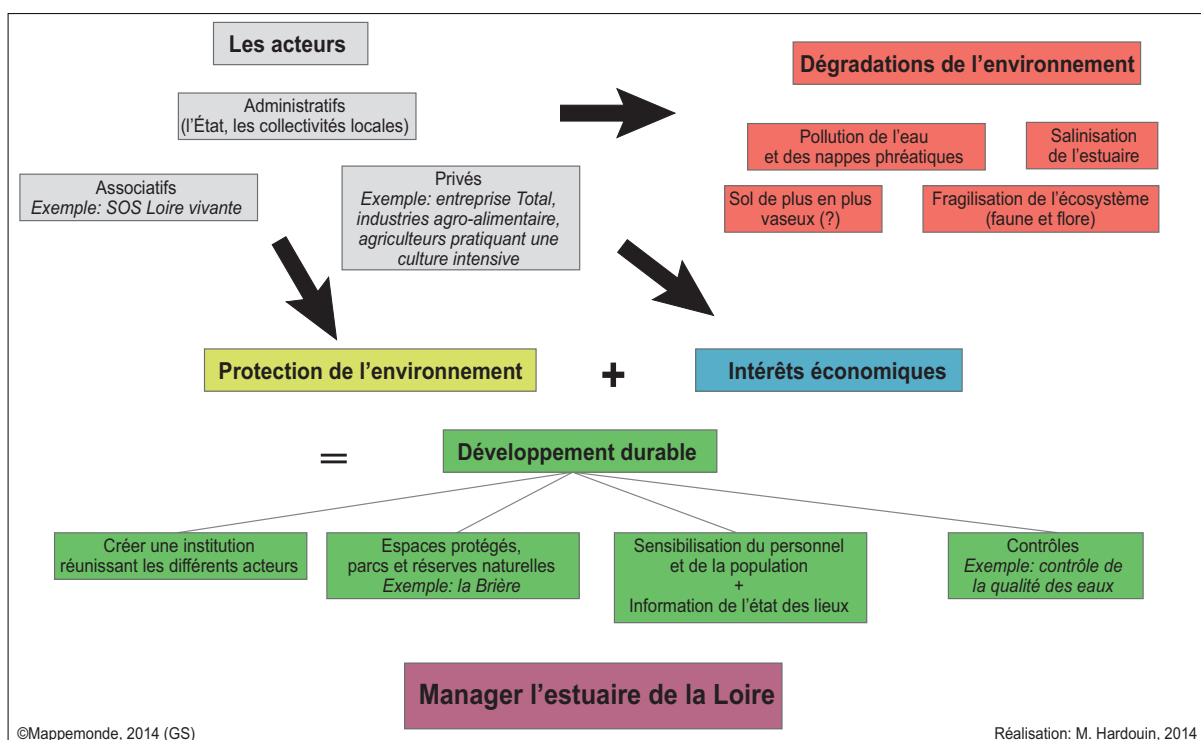 Les acteurs
Dégradations de l'environnement
Administratifs
(l'État, les collectivités locales)
Pollution de l'eau
et des nappes phréatiques
Salinisation
de l'estuaire
Associatifs
Exemple: SOS Loire vivante
Privés
Exemple: entreprise Total,
industries agro-alimentaire,
agriculteurs pratiquant une
culture intensive
Sol de plus en plus
vaseux (?)
Fragilisation de l'écosystème
(faune et flore)
Protection de l'environnement
+
Intérêts économiques
=
Développement durable
Créer une institution
réunissant les différents acteurs
Espaces protégés,
parcs et réserves naturelles
Exemple: la Brière
Sensibilisation du personnel
et de la population
+
Information de l'état des lieux
Contrôles
Exemple: contrôle de
la qualité des eaux
Manager l'estuaire de la Loire
©Mappemonde, 2014 (GS)
Réalisation: M. Hardouin, 2014